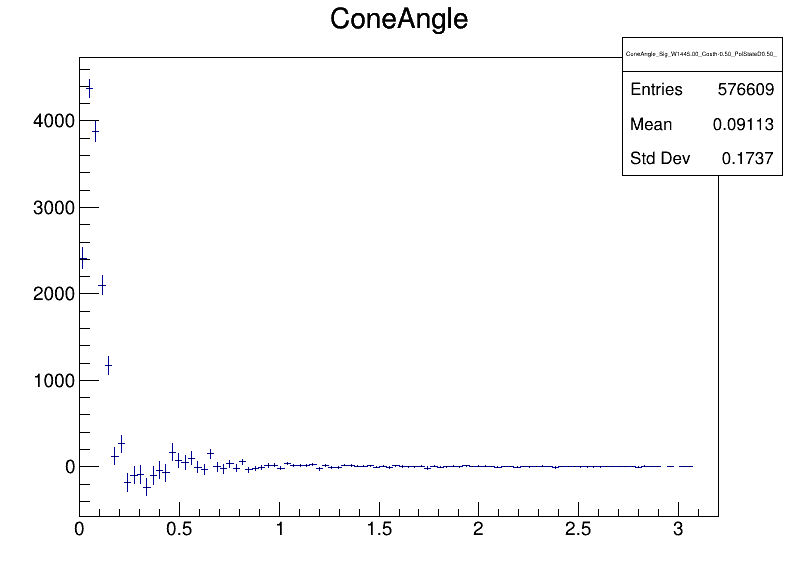 ConeAngle
ConeAngle_Sig_W1445.00_Costh-0.50_PolStateD0.50_
Entries 576609
Mean 0.09113
Std Dev 0.1737
4000
3000
2000
1000
0
0 0.5 1 1.5 2 2.5 3